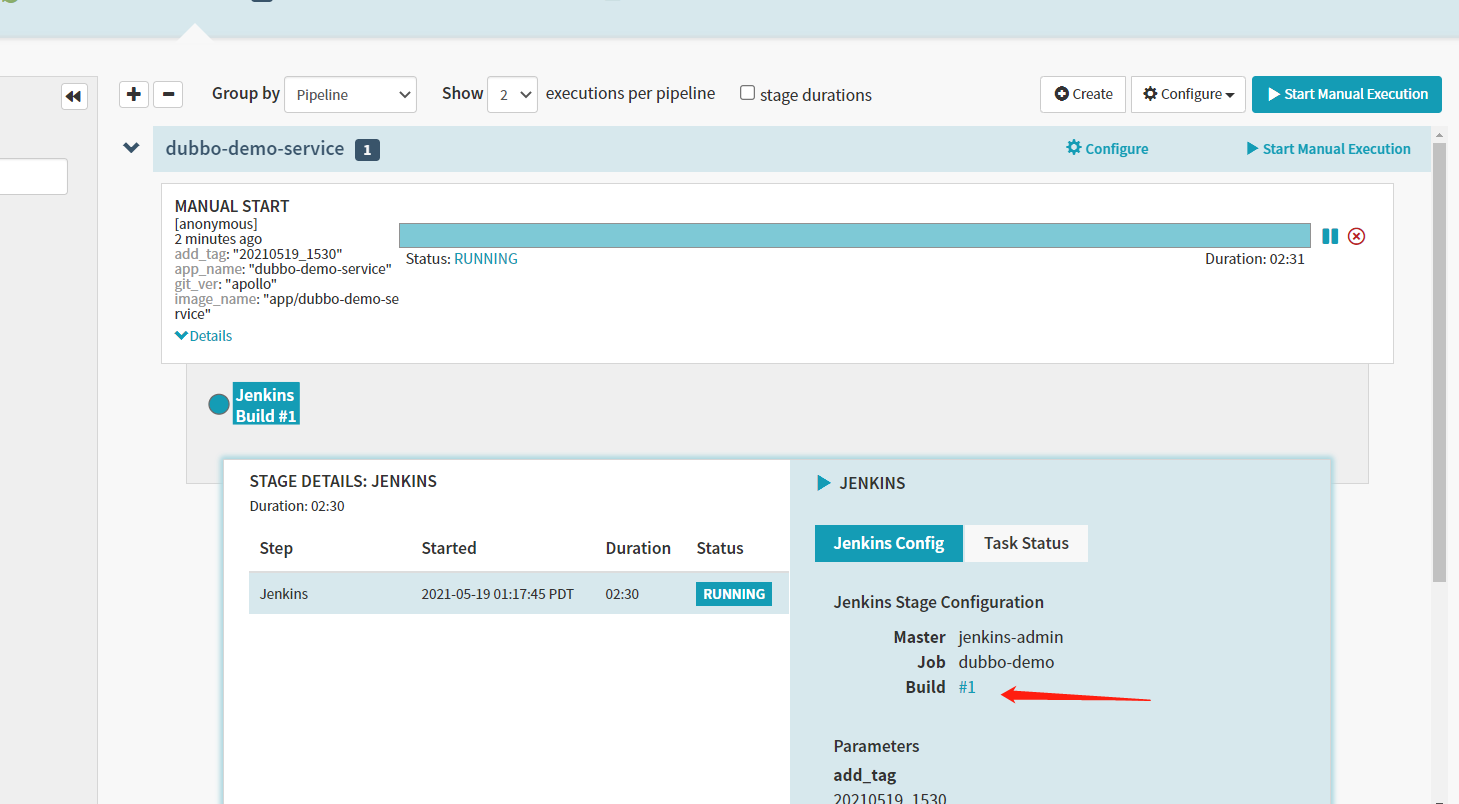 Group by Pipeline Show 2 executions per pipeline stage durations Create Configure Start Manual Execution
dubbo-demo-service 1 Configure Start Manual Execution
MANUAL START
[anonymous]
2 minutes ago
add_tag: "20210519_1530"
app_name: "dubbo-demo-service"
git_ver: "apollo"
image_name: "app/dubbo-demo-se
rvice"
Details
Status: RUNNING Duration: 02:31
Jenkins
Build #1
STAGE DETAILS: JENKINS
Duration: 02:30
Step Started Duration Status
Jenkins 2021-05-19 01:17:45 PDT 02:30 RUNNING
JENKINS
Jenkins Config Task Status
Jenkins Stage Configuration
Master jenkins-admin
Job dubbo-demo
Build #1
Parameters
add_tag
20210519_1530